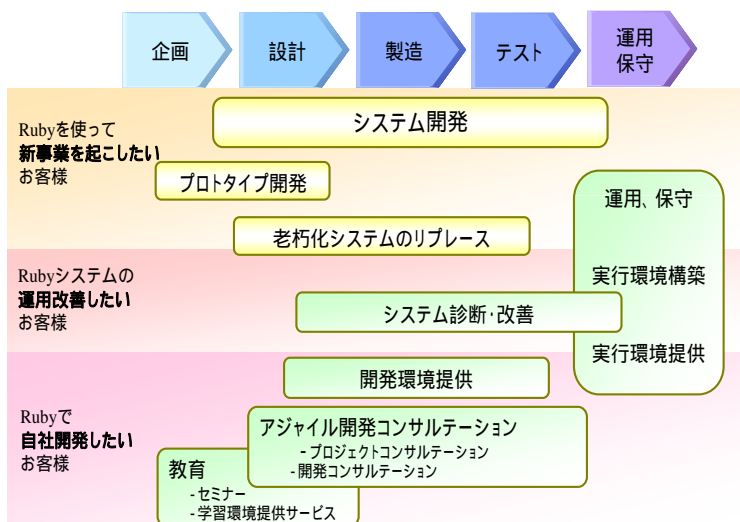 企画
設計
製造
テスト
運用
保守
Rubyを使って
新事業を起こしたい
お客様
システム開発
プロトタイプ開発
老朽化システムのリプレース
運用、保守
実行環境構築
実行環境提供
Rubyシステムの
運用改善したい
お客様
システム診断・改善
Rubyで
自社開発したい
お客様
開発環境提供
アジャイル開発コンサルテーション
- プロジェクトコンサルテーション
- 開発コンサルテーション
教育
- セミナー
- 学習環境提供サービス